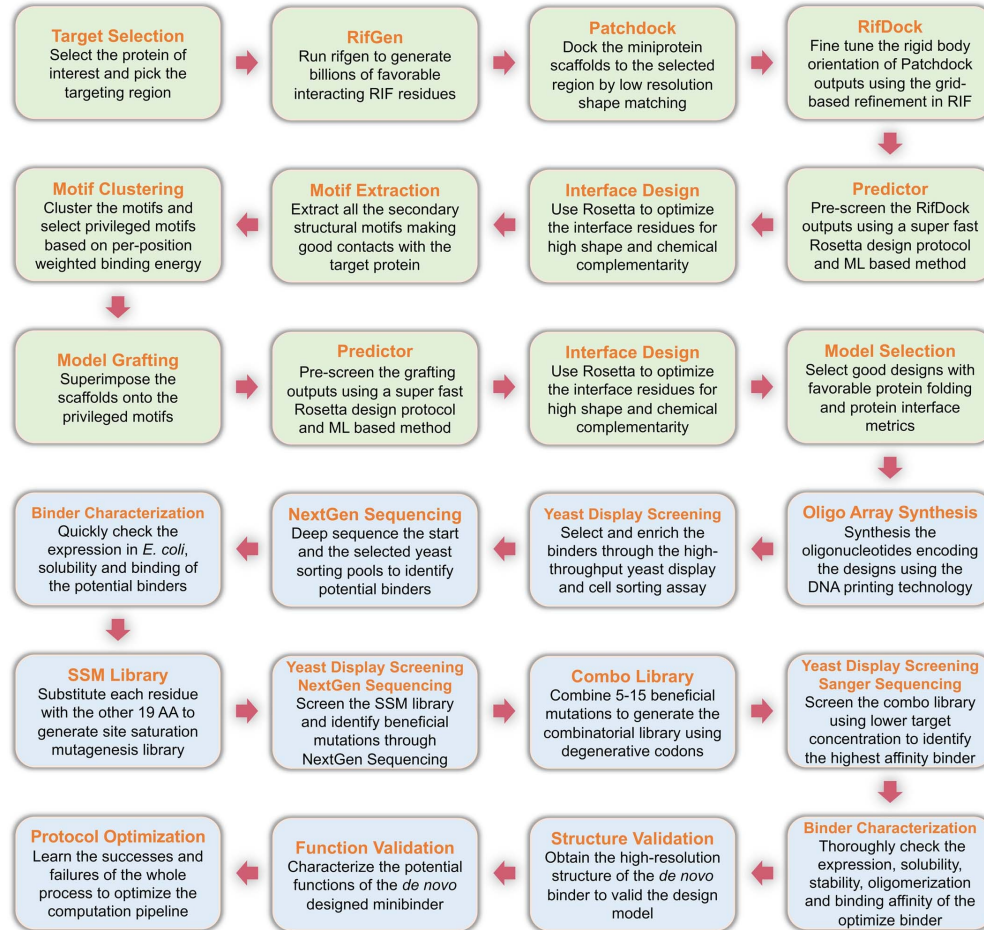 Target Selection
Select the protein of
interest and pick the
targeting region
RifGen
Run rifgen to generate
billions of favorable
interacting RIF residues
Patchdock
Dock the miniprotein
scaffolds to the selected
region by low resolution
shape matching
RifDock
Fine tune the rigid body
orientation of Patchdock
outputs using the grid-
based refinement in RIF
Motif Clustering
Cluster the motifs and
select privileged motifs
based on per-position
weighted binding energy
Motif Extraction
Extract all the secondary
structural motifs making
good contacts with the
target protein
Interface Design
Use Rosetta to optimize
the interface residues for
high shape and chemical
complementarity
Predictor
Pre-screen the RifDock
outputs using a super fast
Rosetta design protocol
and ML based method
Model Grafting
Superimpose the
scaffolds onto the
privileged motifs
Predictor
Pre-screen the grafting
outputs using a super fast
Rosetta design protocol
and ML based method
Interface Design
Use Rosetta to optimize
the interface residues for
high shape and chemical
complementarity
Model Selection
Select good designs with
favorable protein folding
and protein interface
metrics
Binder Characterization
Quickly check the
expression in E. coli,
solubility and binding
of the potential binders
NextGen Sequencing
Deep sequence the start
and the selected yeast
sorting pools to identify
potential binders
Yeast Display Screening
Select and enrich the
binders through the high-
throughput yeast display
and cell sorting assay
Oligo Array Synthesis
Synthesis the
oligonucleotides encoding
the designs using the
DNA printing technology
SSM Library
Substitute each residue
with the other 19 AA to
generate site saturation
mutagenesis library
Yeast Display Screening
NextGen Sequencing
Screen the SSM library
and identify beneficial
mutations through
NextGen Sequencing
Combo Library
Combine 5-15 beneficial
mutations to generate the
combinatorial library using
degenerative codons
Yeast Display Screening
Sanger Sequencing
Screen the combo library
using lower target
concentration to identify
the highest affinity binder
Protocol Optimization
Learn the successes and
failures of the whole
process to optimize the
computation pipeline
Function Validation
Characterize the potential
functions of the de novo
designed minibinder
Structure Validation
Obtain the high-resolution
structure of the de novo
binder to valid the design
model
Binder Characterization
Thoroughly check the
expression, solubility,
stability, oligomerization
and binding affinity of the
optimize binder